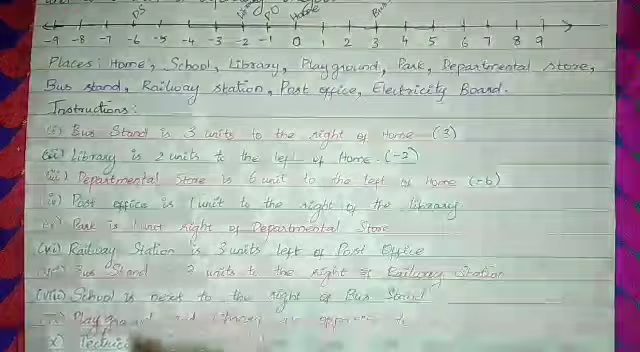 DS Library PO Home Bus
-9 -8 -7 -6 -5 -4 -3 -2 -1 0 1 2 3 4 5 6 7 8 9
Places: Home, School, Library, Playground, Park, Departmental store,
Bus stand, Railway station, Post office, Electricity Board.
Instructions:
(i) Bus Stand is 3 units to the right of Home (3)
(ii) Library is 2 units to the left of Home. (-2)
(iii) Departmental Store is 6 unit to the left of Home (-6)
iv) Post office is 1 unit to the right of the library
v) Park is 1 unit right of Departmental Store
(vi) Railway Station is 3 units left of Post Office
(vii) Bus Stand 2 units to the right of Railway Station
(viii) School is next to the right of Bus Stand
Playground and
x)